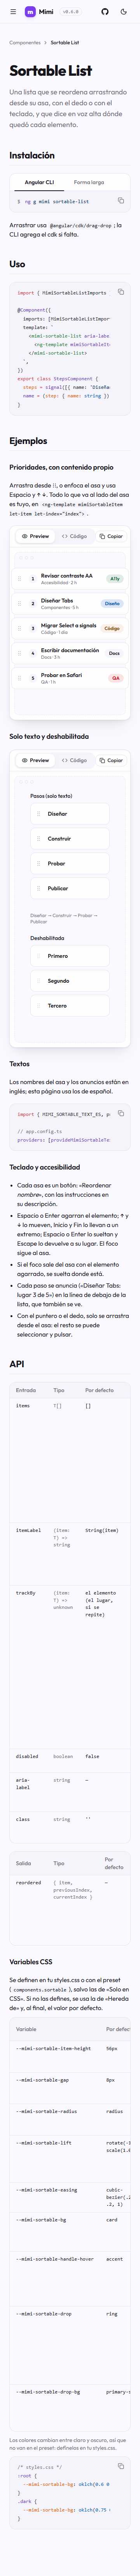 m Mimi v0.6.0
Componentes › Sortable List
Sortable List
Una lista que se reordena arrastrando
desde el asa, o con el teclado desde la
propia asa, y que dice en voz alta dónde
quedó cada elemento.
Instalación
Angular CLI Forma larga
$ ng g mimi sortable-list
Arrastrar usa @angular/cdk/drag-drop; la
CLI agrega el cdk si falta.
Uso
import { MimiSortableListImports
@Component({
imports: [MimiSortableListImpor
template: `
<mimi-sortable-list aria-labe
<ng-template mimiSortableIt
</mimi-sortable-list>
`,
})
export class StepsComponent {
steps = signal([{ name: 'Diseña
name = (step: { name: string })
}
Ejemplos
Prioridades, con contenido propio
espacio y ↑ ↓. Todo lo que va al lado del asa
es tuyo, en <ng-template mimiSortableItem
let-item let-index="index">.
Preview Código Copiar
1 Revisar contraste AA
Accesibilidad · 2 h
A11y
2 Diseñar Tabs
Componentes · 5 h
Diseño
3 Migrar Select a signals
Código · 1 día
Código
4 Escribir documentación
Docs · 3 h
Docs
5 Probar en Safari
QA · 1 h
QA
Solo texto y deshabilitada
Preview Código Copiar
Pasos (solo texto)
Diseñar
Construir
Probar
Publicar
Diseñar → Construir → Probar →
Publicar
Deshabilitada
Primero
Segundo
Tercero
Textos
Los nombres del asa y los anuncios están en
inglés; esta página usa los de español.
import { MIMI_SORTABLE_TEXT_ES, p
// app.config.ts
providers: [provideMimiSortableTe
Teclado y accesibilidad
Cada asa es un botón: «Reordenar
nombre», con las instrucciones en
su descripción.
Espacio o Enter agarran el elemento; ↑ y
↓ lo mueven, Inicio y Fin lo llevan a un
extremo; Espacio o Enter lo sueltan y
Escape lo devuelve a su lugar. El foco
sigue al asa.
Si el foco sale del asa con el elemento
agarrado, se suelta donde está.
Cada paso se anuncia («Diseñar Tabs:
lugar 3 de 5») en la línea de debajo de la
lista, que también se ve.
Con el puntero o el dedo, solo se arrastra
desde el asa: el resto se puede
seleccionar y pulsar.
API
Entrada Tipo Por defecto
items T[] []
itemLabel (item: T) => string String(item)
trackBy (item: T) => unknown el elemento (el lugar, si se repite)
disabled boolean false
aria-label string —
class string ''
Salida Tipo Por defecto
reordered { item, previousIndex, currentIndex } —
Variables CSS
Se definen en tu styles.css o con el preset
(components.sortable), avalo las de «Solo en
CSS». Si no las defines, se usa la de «Hereda
de» y, al final, el valor por defecto.
Variable Por defect
--mimi-sortable-item-height 56px
--mimi-sortable-gap 8px
--mimi-sortable-radius radius
--mimi-sortable-lift
--mimi-sortable-easing
--mimi-sortable-bg card
--mimi-sortable-handle-hover accent
--mimi-sortable-drop ring
--mimi-sortable-drop-bg primary-s
Los colores cambian entre claro y oscuro, así que
no van en el preset: defínelos en tu styles.css.
/* styles.css */
:root {
--mimi-sortable-bg: oklch(0.6 0
}
.dark {
--mimi-sortable-bg: oklch(0.75
}